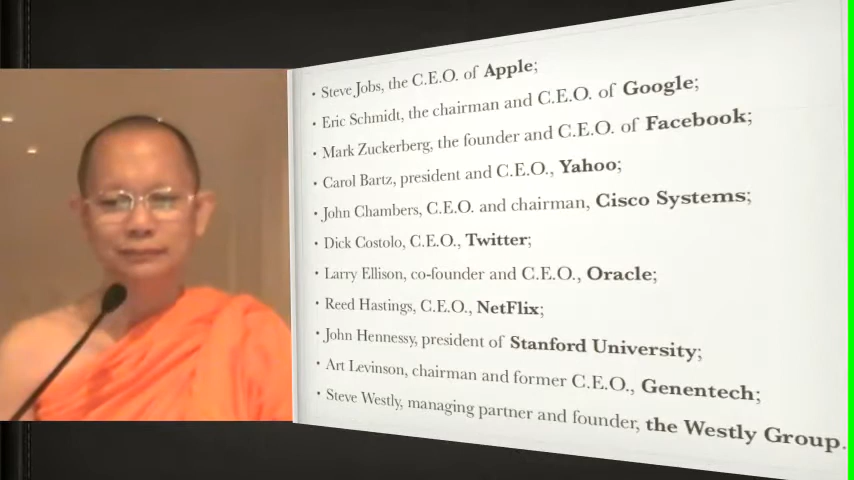 • Steve Jobs, the C.E.O. of Apple;
• Eric Schmidt, the chairman and C.E.O. of Google;
• Mark Zuckerberg, the founder and C.E.O. of Facebook;
• Carol Bartz, president and C.E.O., Yahoo;
• John Chambers, C.E.O. and chairman, Cisco Systems;
• Dick Costolo, C.E.O., Twitter;
• Larry Ellison, co-founder and C.E.O., Oracle;
• Reed Hastings, C.E.O., NetFlix;
• John Hennessy, president of Stanford University;
• Art Levinson, chairman and former C.E.O., Genentech;
• Steve Westly, managing partner and founder, the Westly Group.